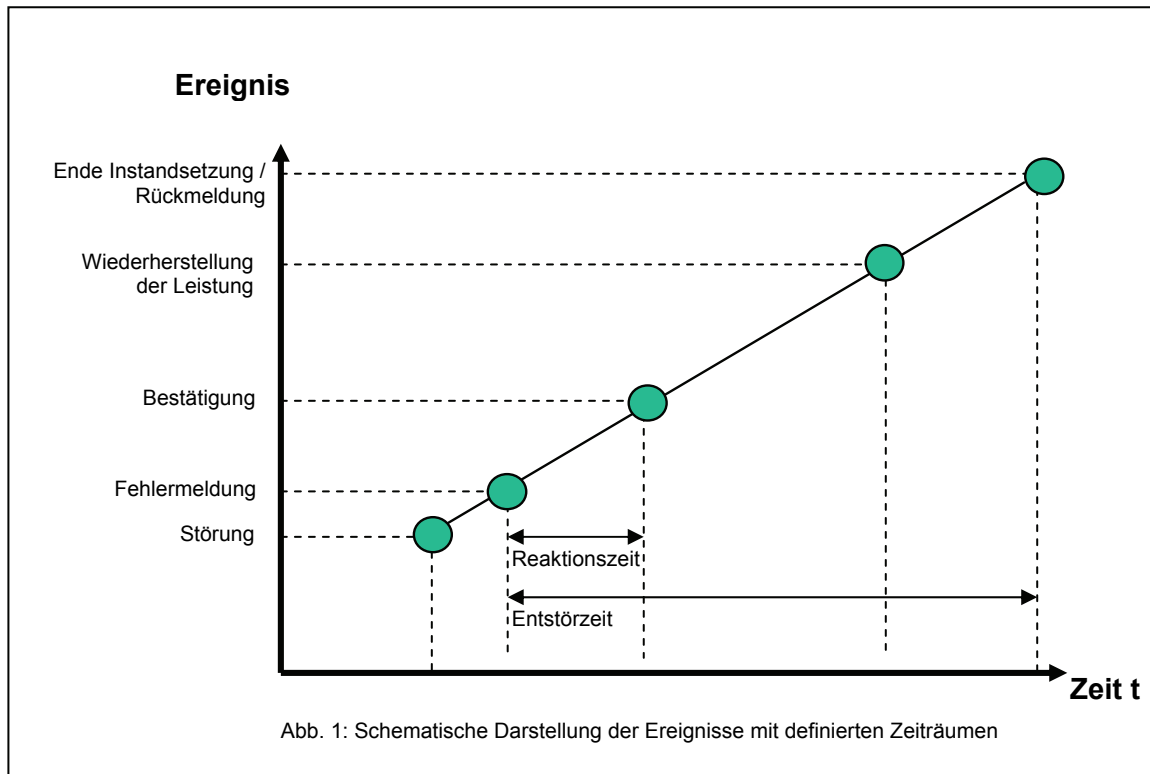 Ereignis
Ende Instandsetzung /
Rückmeldung
Wiederherstellung
der Leistung
Bestätigung
Fehlermeldung
Störung
Reaktionszeit
Entstörzeit
Zeit t
Abb. 1: Schematische Darstellung der Ereignisse mit definierten Zeiträumen